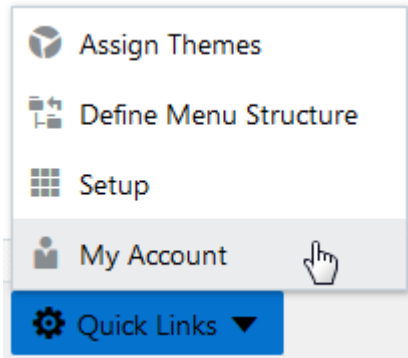 Assign Themes
Define Menu Structure
Setup
My Account
Quick Links